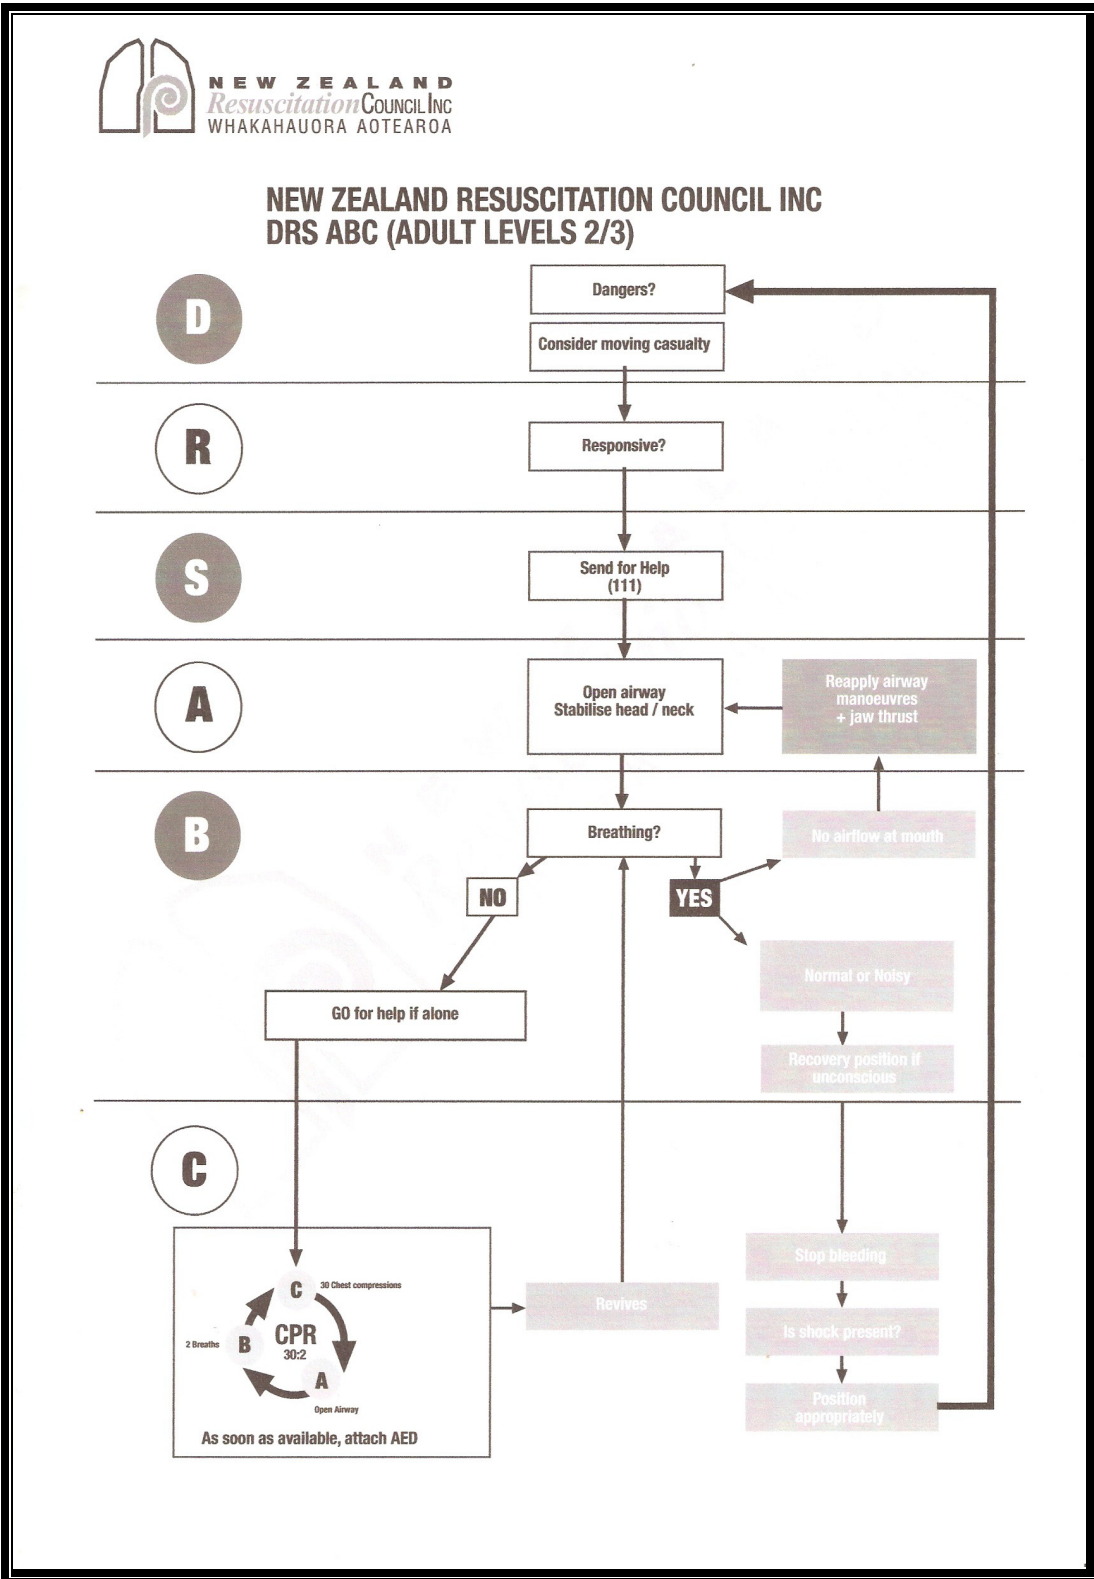 NEW ZEALAND
Resuscitation COUNCIL INC
WHAKAHAUORA AOTEAROA
NEW ZEALAND RESUSCITATION COUNCIL INC
DRS ABC (ADULT LEVELS 2/3)
D
Dangers?
Consider moving casualty
R
Responsive?
S
Send for Help
(111)
A
Open airway
Stabilise head / neck
Reapply airway
manoeuvres
+ jaw thrust
B
Breathing?
No airflow at mouth
NO
YES
Normal or Noisy
GO for help if alone
Recovery position if
unconscious
C
Stop bleeding
C
30 Chest compressions
Revives
CPR
30:2
2 Breaths
B
Is shock present?
A
Open Airway
Position
appropriately
As soon as available, attach AED